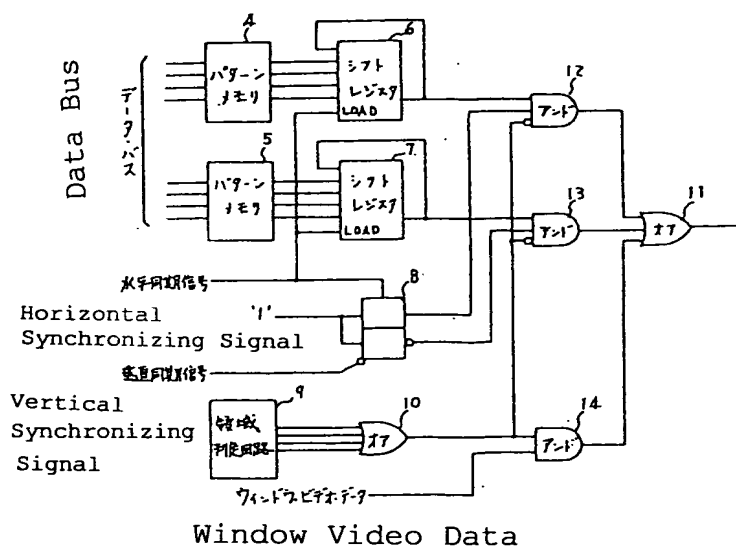 4
6
パターン
メモリ
シフト
レジスタ
LOAD
12
アンド
Data Bus
データ・バス
5
7
パターン
メモリ
シフト
レジスタ
LOAD
13
アンド
11
オア
水平同期信号
8
Horizontal
Synchronizing Signal
'1'
垂直同期信号
Vertical
Synchronizing
Signal
9
領域
判定回路
10
オア
14
アンド
ウィンドウ・ビデオ・データ
Window Video Data